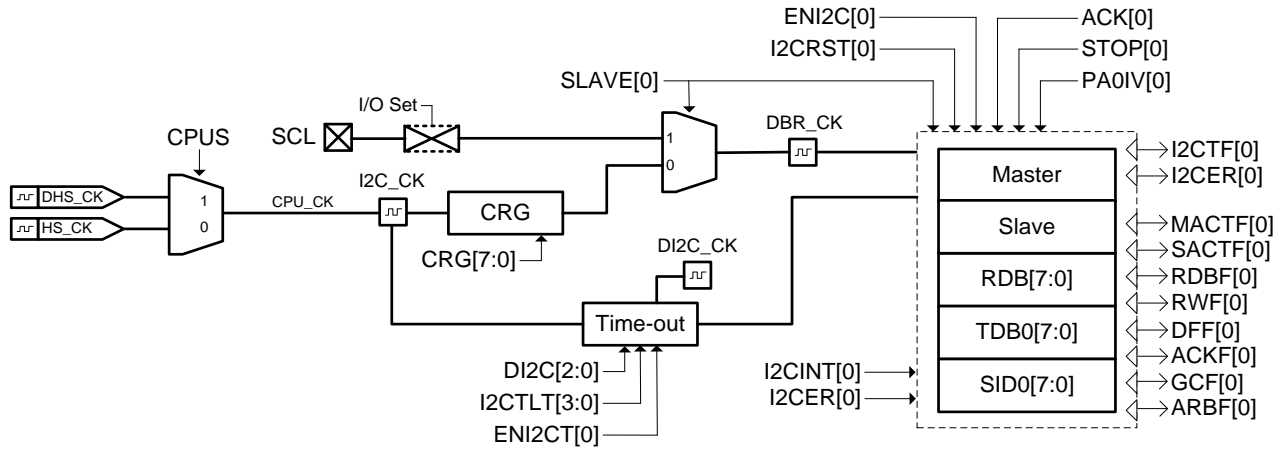 ENI2C[0]
ACK[0]
I2CRST[0]
STOP[0]
SLAVE[0]
PA0IV[0]
I/O Set
CPUS
SCL
1
0
DBR_CK
I2CTF[0]
I2CER[0]
Master
DHS_CK
HS_CK
1
0
CPU_CK
I2C_CK
CRG
CRG[7:0]
Slave
MACTF[0]
SACTF[0]
DI2C_CK
RDB[7:0]
RDBF[0]
RWF[0]
Time-out
TDB0[7:0]
DFF[0]
ACKF[0]
DI2C[2:0]
I2CTLT[3:0]
ENI2CT[0]
I2CINT[0]
I2CER[0]
SID0[7:0]
GCF[0]
ARBF[0]